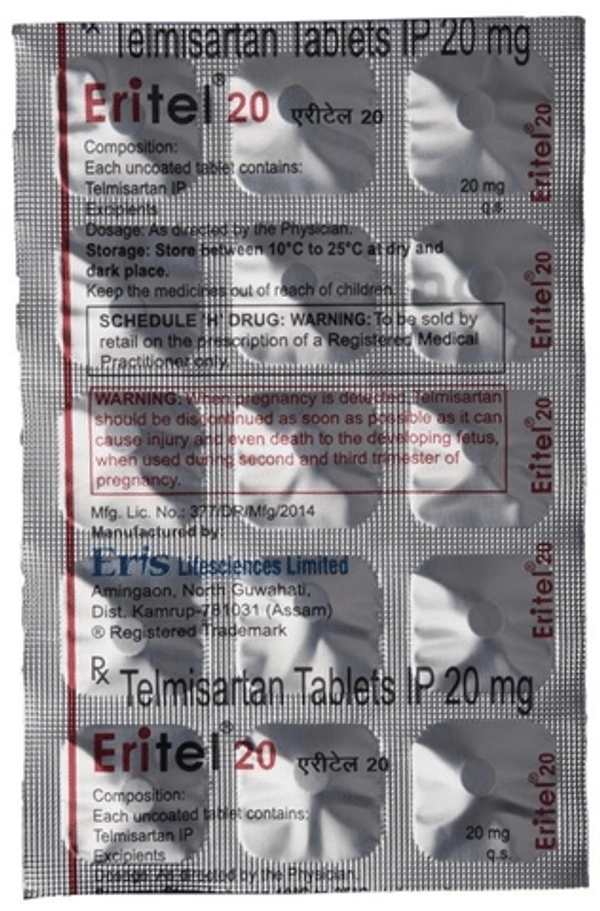 ℞ Telmisartan Tablets IP 20 mg
Eritel® 20 एरीटेल 20
Composition:
Each uncoated tablet contains:
Telmisartan IP 20 mg
Excipients q.s.
Dosage: As directed by the Physician.
Storage: Store between 10°C to 25°C at dry and
dark place.
Keep the medicines out of reach of children.
SCHEDULE 'H' DRUG: WARNING: To be sold by
retail on the prescription of a Registered Medical
Practitioner only.
WARNING: When pregnancy is detected, Telmisartan
should be discontinued as soon as possible as it can
cause injury and even death to the developing fetus,
when used during second and third trimester of
pregnancy.
Mfg. Lic. No.: 377/DR/Mfg/2014
Manufactured by:
Eris Lifesciences Limited
Amingaon, North Guwahati,
Dist. Kamrup-781031 (Assam)
® Registered Trademark
℞ Telmisartan Tablets IP 20 mg
Eritel® 20 एरीटेल 20
Composition:
Each uncoated tablet contains:
Telmisartan IP 20 mg
Excipients q.s.
Dosage: As directed by the Physician.
Eritel® 20
Eritel® 20
Eritel® 20
Eritel® 20
Eritel® 20